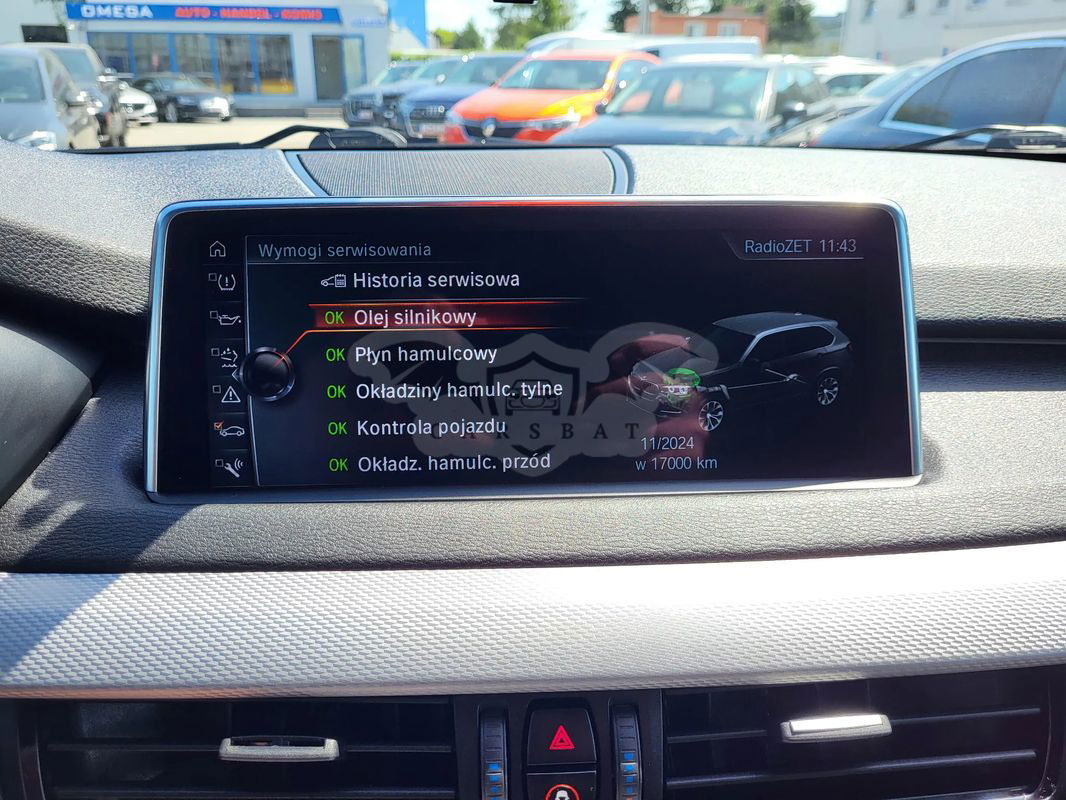 OMEGA AUTO - HANDEL - KOMIS
Wymogi serwisowania
RadioZET 11:43
Historia serwisowa
OK Olej silnikowy
OK Płyn hamulcowy
OK Okładziny hamulc. tylne
OK Kontrola pojazdu
OK Okładz. hamulc. przód
11/2024
w 17000 km
CARSBAT